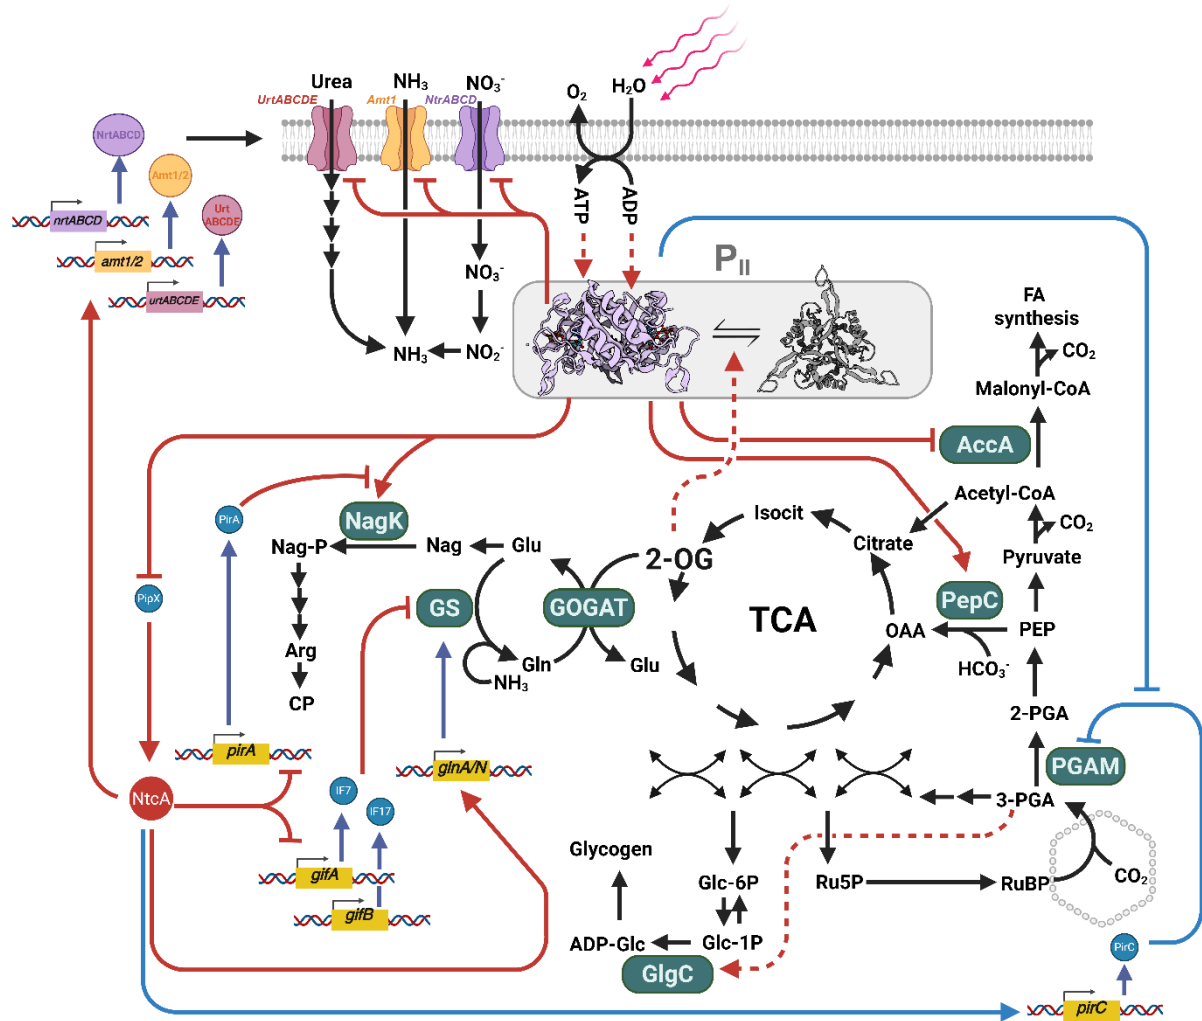 Urea
NH3
NO3-
H2O
O2
UrtABCDE
Amt1
NtrABCD
NrtABCD
Amt1/2
Urt
ABCDE
nrtABCD
amt1/2
urtABCDE
ATP
ADP
PII
NO3-
NH3
NO2-
FA
synthesis
CO2
Malonyl-CoA
AccA
Acetyl-CoA
CO2
Pyruvate
PirA
NagK
Nag-P
Nag
Glu
2-OG
Isocit
Citrate
PepC
PipX
GS
GOGAT
TCA
OAA
PEP
HCO3-
Arg
Gln
Glu
NH3
CP
2-PGA
pirA
glnA/N
PGAM
NtcA
IF7
IF17
3-PGA
Glycogen
gifA
Glc-6P
Ru5P
RuBP
CO2
gifB
ADP-Glc
Glc-1P
GlgC
PirC
pirC